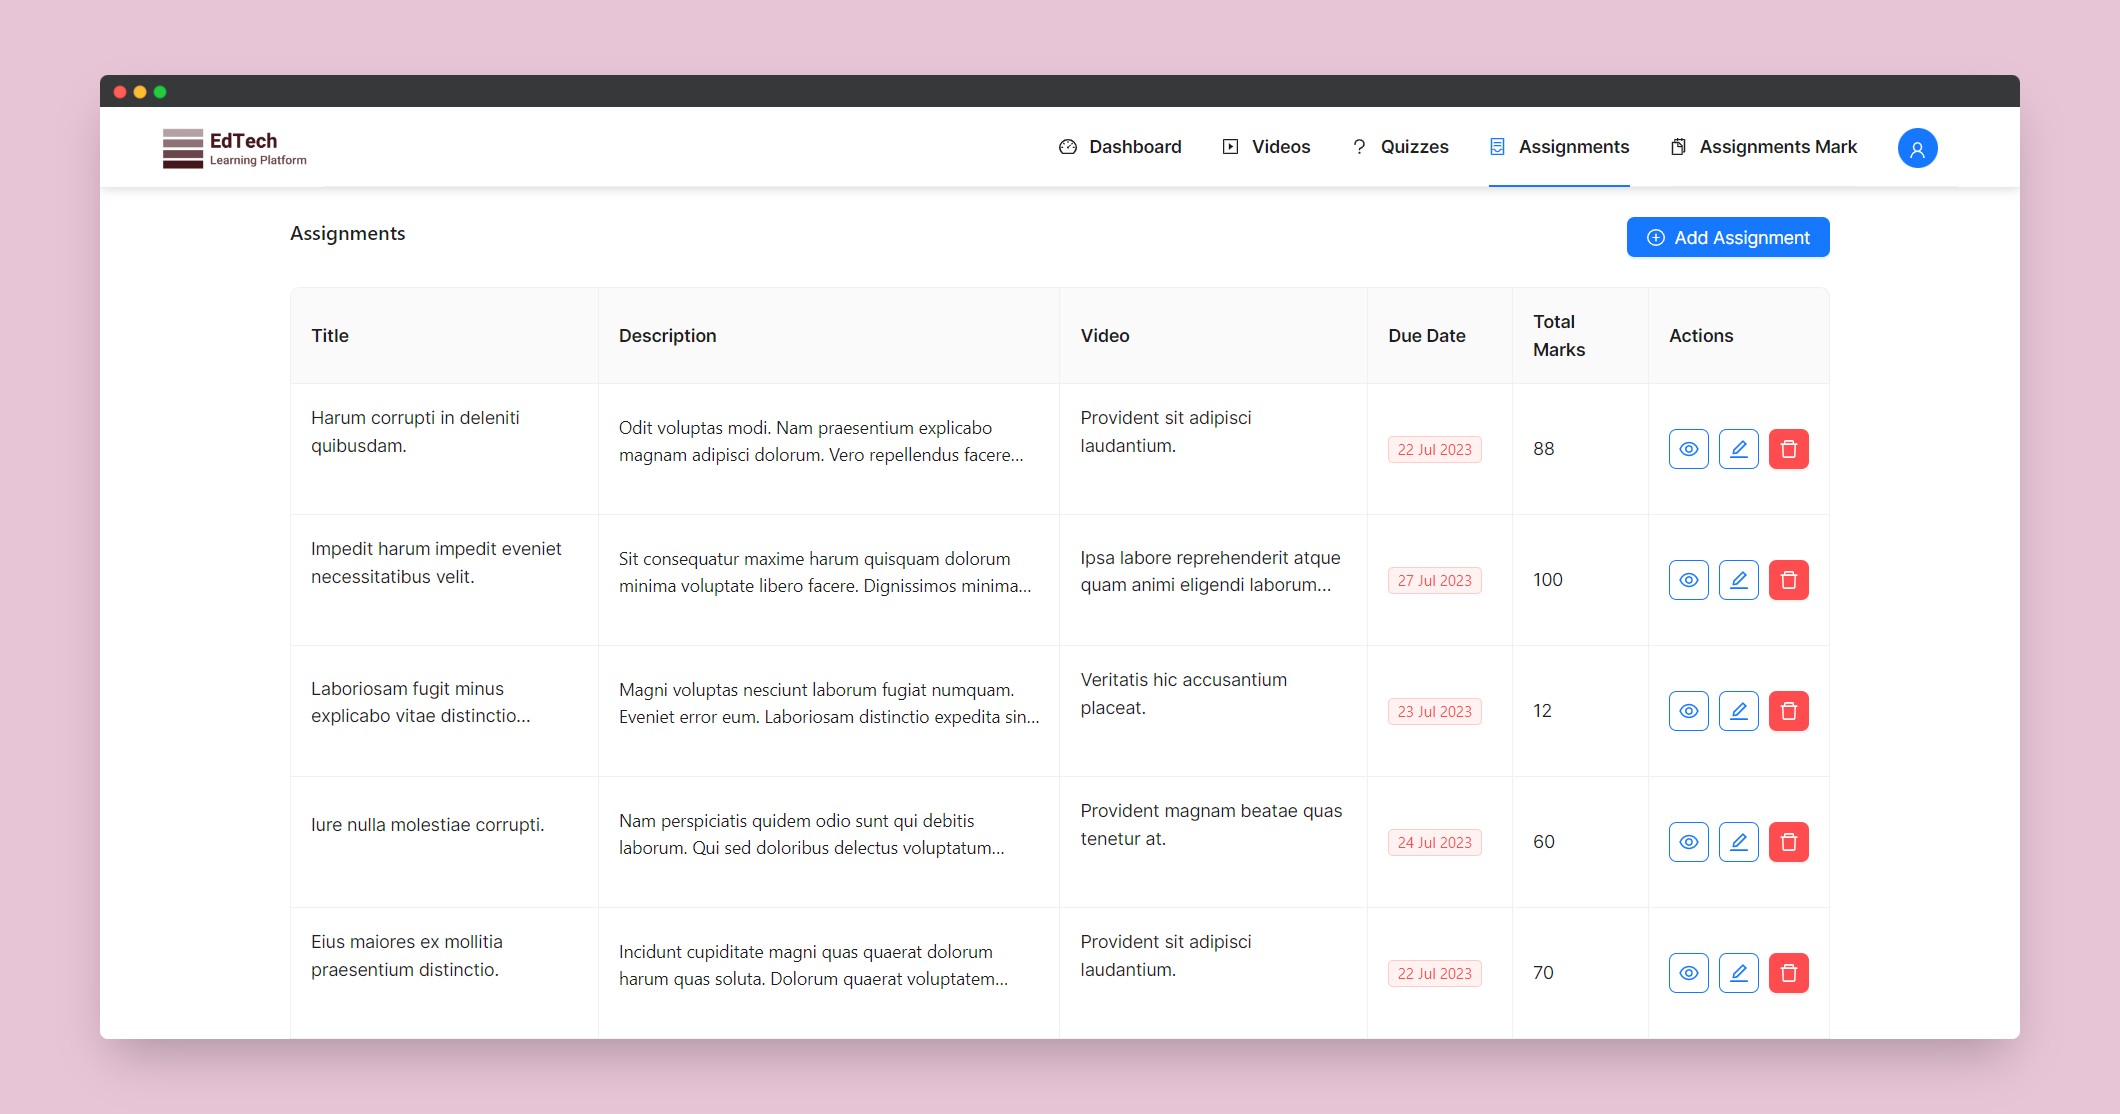 EdTech
Learning Platform
Dashboard
Videos
Quizzes
Assignments
Assignments Mark
Assignments
Add Assignment
Title
Description
Video
Due Date
Total
Marks
Actions
Harum corrupti in deleniti
quibusdam.
Odit voluptas modi. Nam praesentium explicabo
magnam adipisci dolorum. Vero repellendus facere...
Provident sit adipisci
laudantium.
22 Jul 2023
88
Impedit harum impedit eveniet
necessitatibus velit.
Sit consequatur maxime harum quisquam dolorum
minima voluptate libero facere. Dignissimos minima...
Ipsa labore reprehenderit atque
quam animi eligendi laborum...
27 Jul 2023
100
Laboriosam fugit minus
explicabo vitae distinctio...
Magni voluptas nesciunt laborum fugiat numquam.
Eveniet error eum. Laboriosam distinctio expedita sin...
Veritatis hic accusantium
placeat.
23 Jul 2023
12
Iure nulla molestiae corrupti.
Nam perspiciatis quidem odio sunt qui debitis
laborum. Qui sed doloribus delectus voluptatum...
Provident magnam beatae quas
tenetur at.
24 Jul 2023
60
Eius maiores ex mollitia
praesentium distinctio.
Incidunt cupiditate magni quas quaerat dolorum
harum quas soluta. Dolorum quaerat voluptatem...
Provident sit adipisci
laudantium.
22 Jul 2023
70